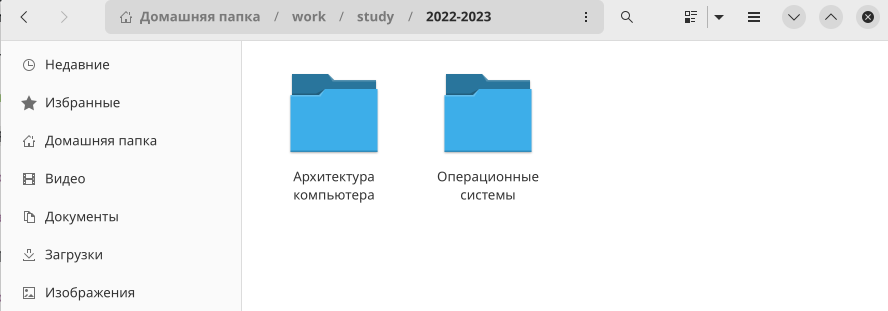 Домашняя папка / work / study / 2022-2023
Недавние
Избранные
Домашняя папка
Видео
Документы
Загрузки
Изображения
Архитектура
компьютера
Операционные
системы